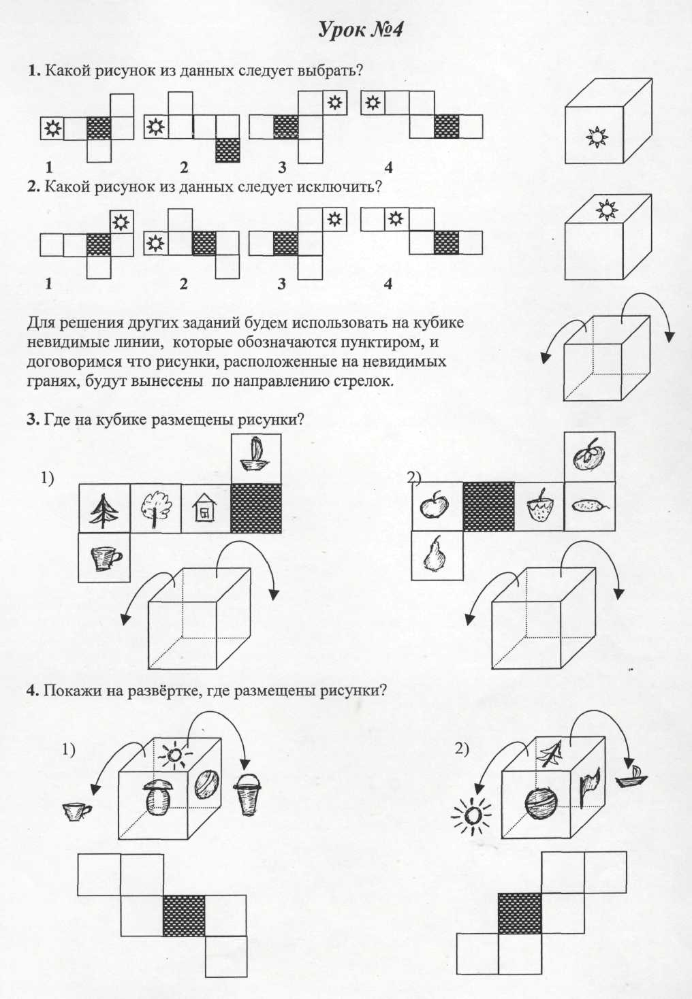 Урок №4
1. Какой рисунок из данных следует выбрать?
1 2 3 4
2. Какой рисунок из данных следует исключить?
1 2 3 4
Для решения других заданий будем использовать на кубике
невидимые линии, которые обозначаются пунктиром, и
договоримся что рисунки, расположенные на невидимых
гранях, будут вынесены по направлению стрелок.
3. Где на кубике размещены рисунки?
1) 2)
4. Покажи на развёртке, где размещены рисунки?
1) 2)